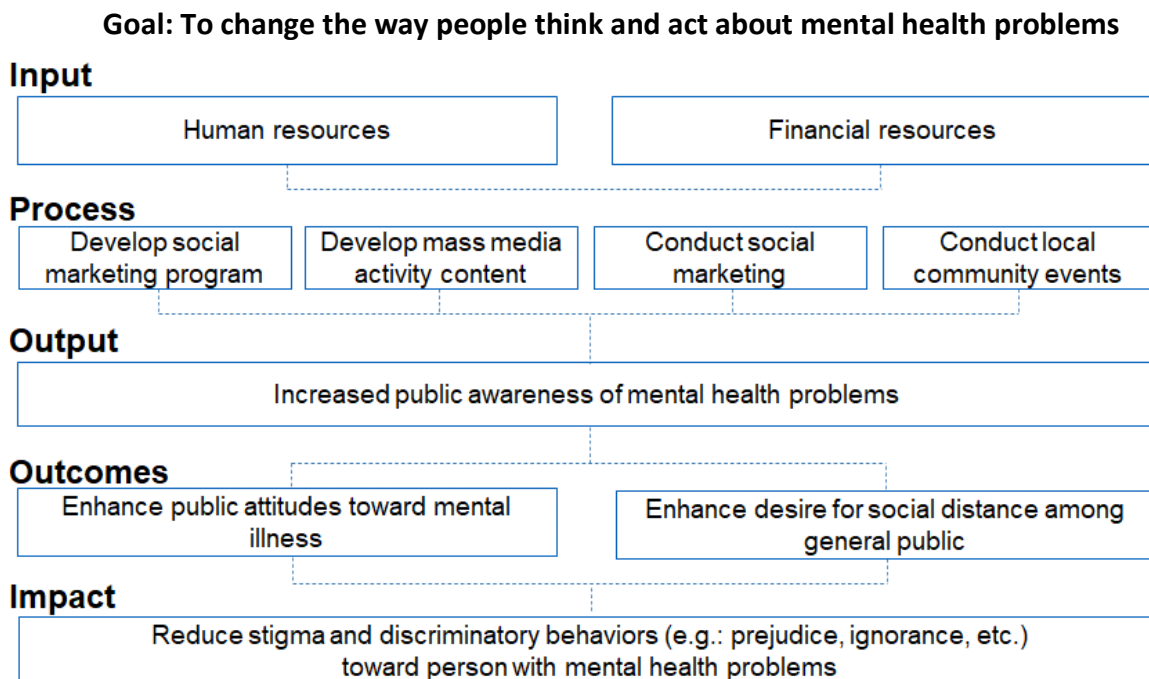 Goal: To change the way people think and act about mental health problems
Input
Human resources
Financial resources
Process
Develop social
marketing program
Develop mass media
activity content
Conduct social
marketing
Conduct local
community events
Output
Increased public awareness of mental health problems
Outcomes
Enhance public attitudes toward mental
illness
Enhance desire for social distance among
general public
Impact
Reduce stigma and discriminatory behaviors (e.g.: prejudice, ignorance, etc.)
toward person with mental health problems